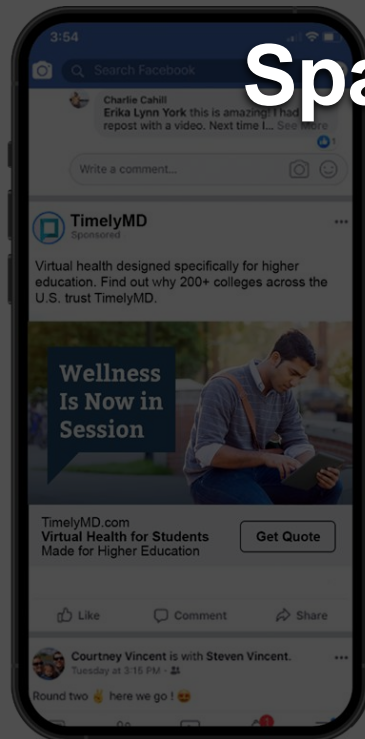 Spa
3:54
Search Facebook
Charlie Cahill
Erika Lynn York this is amazing! I had
repost with a video. Next time I... See More
1
Write a comment...
TimelyMD
Sponsored
Virtual health designed specifically for higher
education. Find out why 200+ colleges across the
U.S. trust TimelyMD.
Wellness
Is Now in
Session
TimelyMD.com
Virtual Health for Students
Made for Higher Education
Get Quote
Like
Comment
Share
Courtney Vincent is with Steven Vincent.
Tuesday at 3:15 PM
Round two ✌ here we go ! 🤩
1